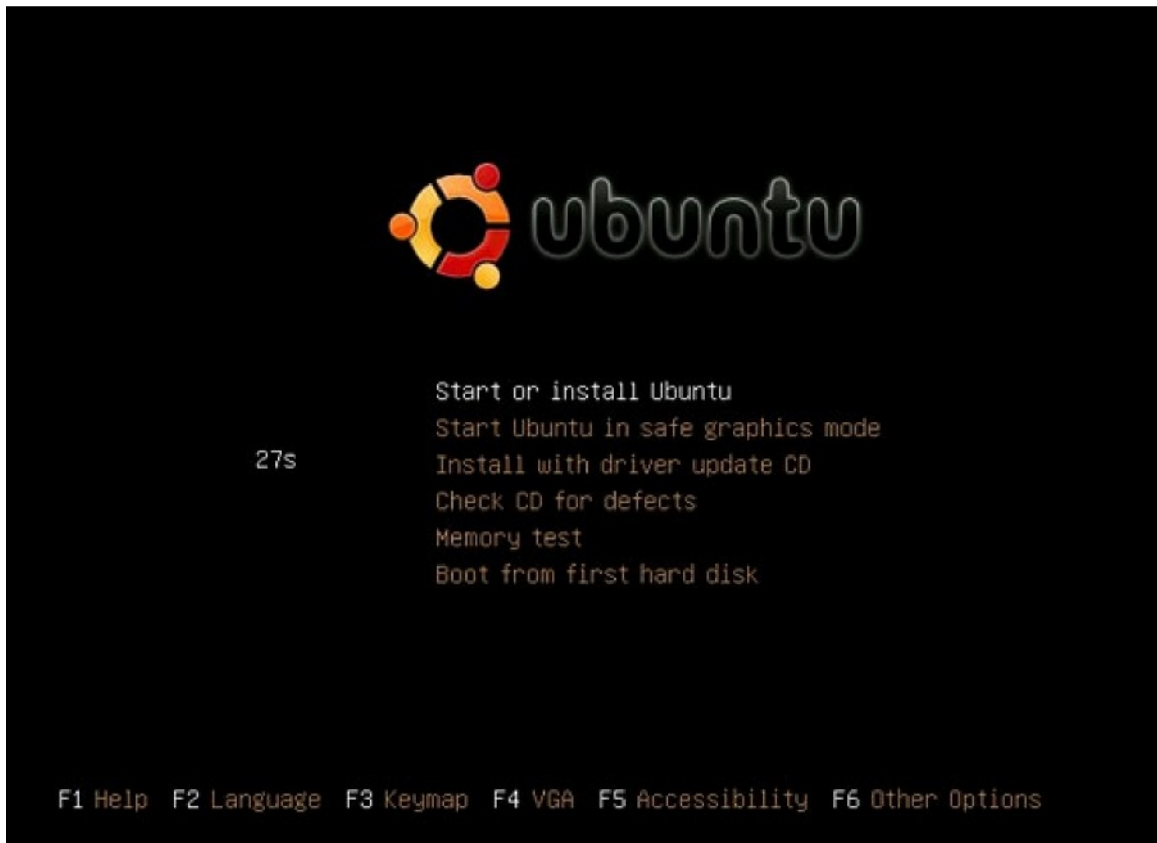 ubuntu
Start or install Ubuntu
Start Ubuntu in safe graphics mode
27s
Install with driver update CD
Check CD for defects
Memory test
Boot from first hard disk
F1 Help F2 Language F3 Keymap F4 VGA F5 Accessibility F6 Other Options